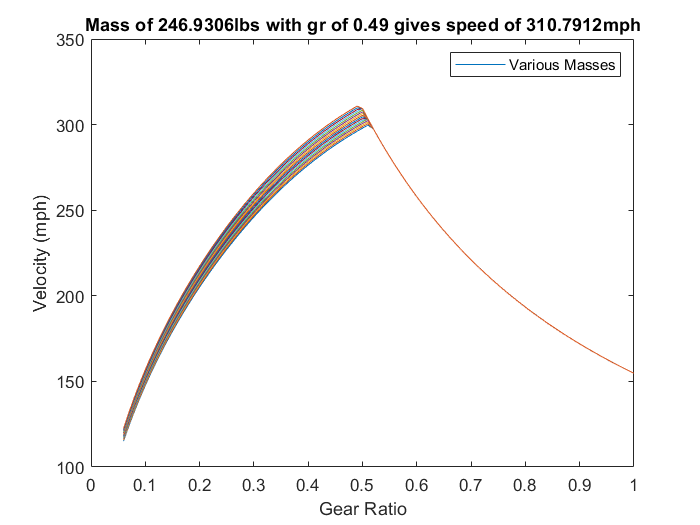 Mass of 246.9306lbs with gr of 0.49 gives speed of 310.7912mph
350
Various Masses
300
250
Velocity (mph)
200
150
100
0 0.1 0.2 0.3 0.4 0.5 0.6 0.7 0.8 0.9 1
Gear Ratio